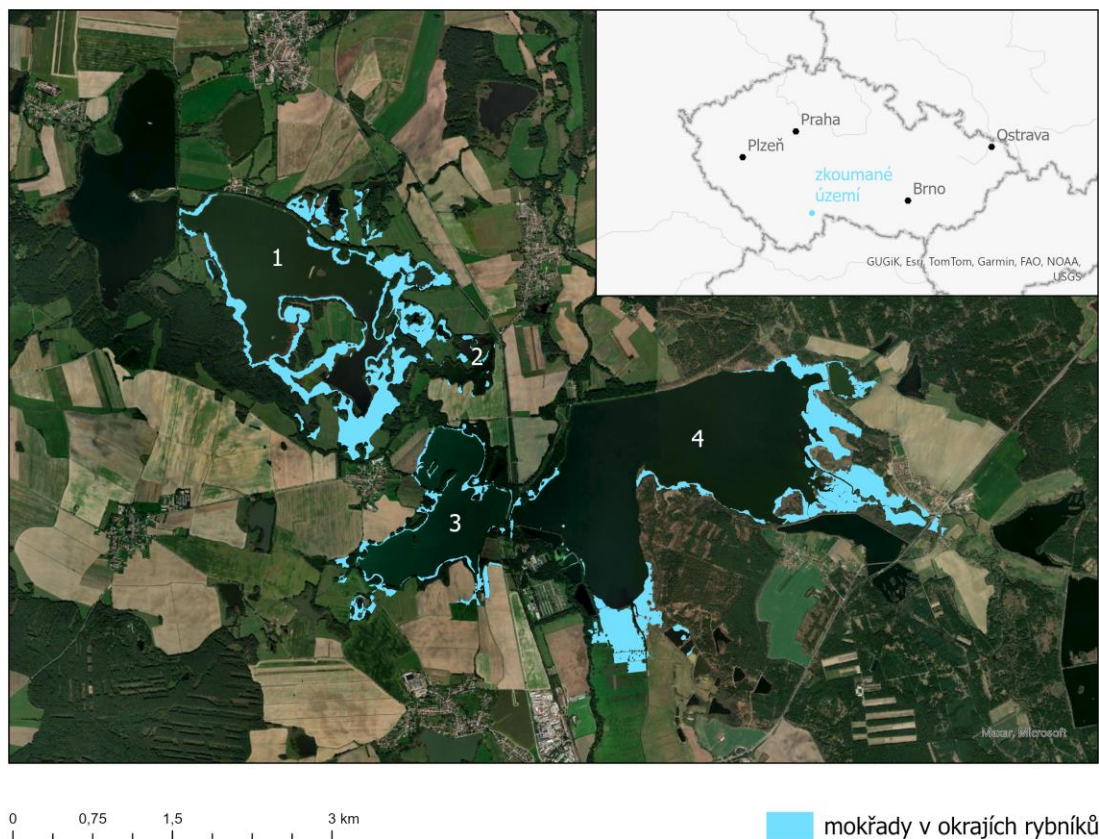 Praha
Plzeň
Ostrava
zkoumané
území
Brno
GUGiK, Esri, TomTom, Garmin, FAO, NOAA,
USGS
1
2
3
4
Maxar, Microsoft
0 0,75 1,5 3 km
mokřady v okrajích rybníků